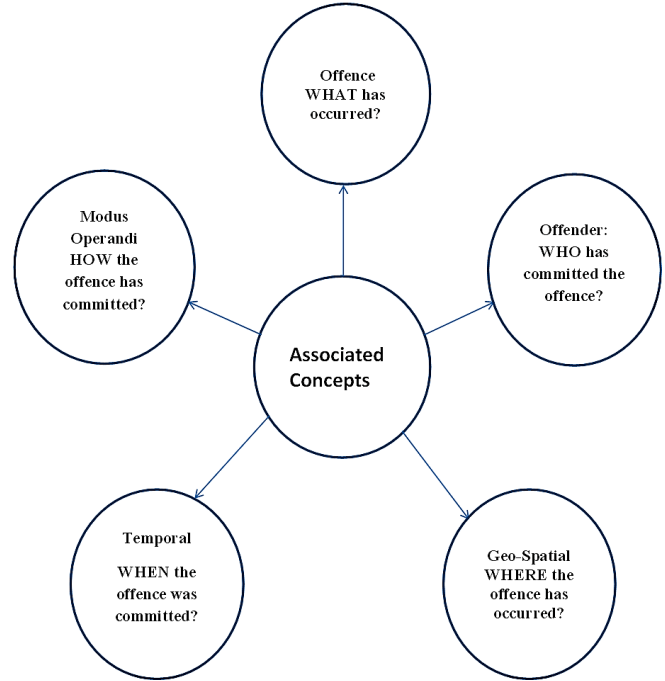 Offence
WHAT has
occurred?
Modus
Operandi
HOW the
offence has
committed?
Offender:
WHO has
committed the
offence?
Associated
Concepts
Temporal
WHEN the
offence was
committed?
Geo-Spatial
WHERE the
offence has
occurred?